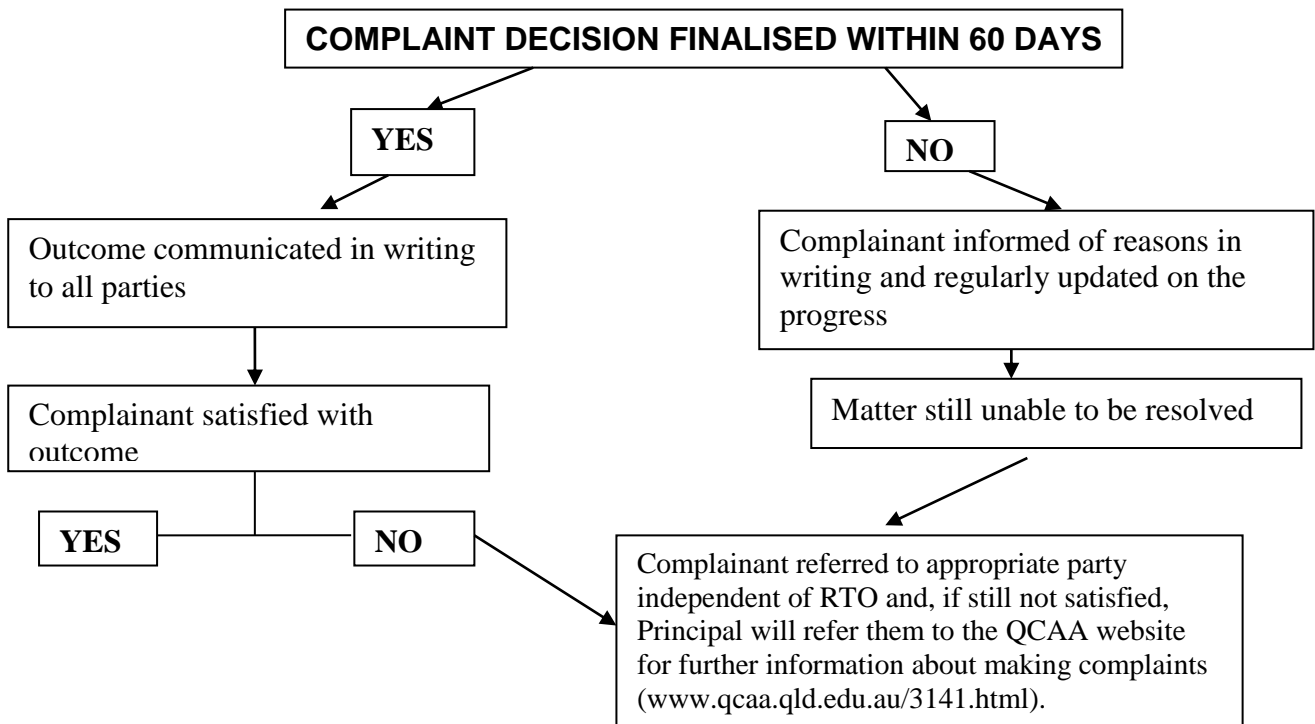 COMPLAINT DECISION FINALISED WITHIN 60 DAYS
YES
NO
Outcome communicated in writing
to all parties
Complainant informed of reasons in
writing and regularly updated on the
progress
Complainant satisfied with
outcome
Matter still unable to be resolved
YES
NO
Complainant referred to appropriate party
independent of RTO and, if still not satisfied,
Principal will refer them to the QCAA website
for further information about making complaints
(www.qcaa.qld.edu.au/3141.html).